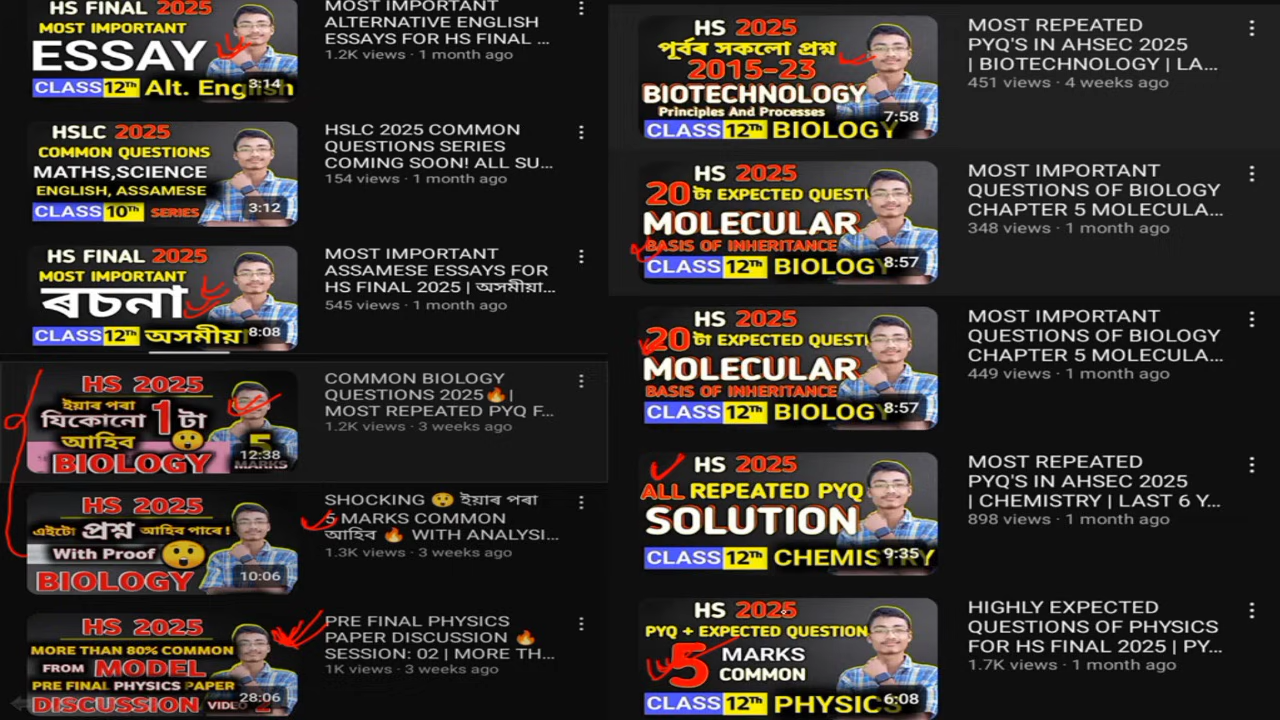 HS FINAL 2025
MOST IMPORTANT
ESSAY
CLASS 12Th Alt. English
3:14
MOST IMPORTANT
ALTERNATIVE ENGLISH
ESSAYS FOR HS FINAL ...
1.2K views · 1 month ago
HSLC 2025
COMMON QUESTIONS
MATHS,SCIENCE
ENGLISH, ASSAMESE
CLASS 10th SERIES
3:12
HSLC 2025 COMMON
QUESTIONS SERIES
COMING SOON! ALL SU...
154 views · 1 month ago
HS FINAL 2025
MOST IMPORTANT
ৰচনা
CLASS 12Th অসমীয়
8:08
MOST IMPORTANT
ASSAMESE ESSAYS FOR
HS FINAL 2025 | অসমীয়া...
545 views · 1 month ago
HS 2025
ইয়াৰ পৰা
যিকোনো 1 টা
আহিব
5
MARKS
BIOLOGY
12:38
COMMON BIOLOGY
QUESTIONS 2025🔥|
MOST REPEATED PYQ F...
1.2K views · 3 weeks ago
HS 2025
এইটো প্ৰশ্ন আহিব পাৰে !
With Proof
BIOLOGY
10:06
SHOCKING 😲 ইয়াৰ পৰা
5 MARKS COMMON
আহিব 🔥 WITH ANALYSI...
1.3K views · 3 weeks ago
HS 2025
MORE THAN 80% COMMON
FROM MODEL
PRE FINAL PHYSICS PAPER
DISCUSSION VIDEO
28:06
PRE FINAL PHYSICS
PAPER DISCUSSION 🔥
SESSION: 02 | MORE TH...
1K views · 3 weeks ago
HS 2025
পূৰ্বৰ সকলো প্ৰশ্ন
2015-23
BIOTECHNOLOGY
Principles And Processes
CLASS 12Th BIOLOGY
7:58
MOST REPEATED
PYQ'S IN AHSEC 2025
| BIOTECHNOLOGY | LA...
451 views · 4 weeks ago
HS 2025
20 টা EXPECTED QUESTI
MOLECULAR
BASIS OF INHERITANCE
CLASS 12Th BIOLOGY
8:57
MOST IMPORTANT
QUESTIONS OF BIOLOGY
CHAPTER 5 MOLECULA...
348 views · 1 month ago
HS 2025
20 টা EXPECTED QUESTI
MOLECULAR
BASIS OF INHERITANCE
CLASS 12Th BIOLOGY
8:57
MOST IMPORTANT
QUESTIONS OF BIOLOGY
CHAPTER 5 MOLECULA...
449 views · 1 month ago
HS 2025
ALL REPEATED PYQ
SOLUTION
CLASS 12Th CHEMISTRY
9:35
MOST REPEATED
PYQ'S IN AHSEC 2025
| CHEMISTRY | LAST 6 Y...
898 views · 1 month ago
HS 2025
PYQ + EXPECTED QUESTION
5 MARKS
COMMON
CLASS 12Th PHYSICS
6:08
HIGHLY EXPECTED
QUESTIONS OF PHYSICS
FOR HS FINAL 2025 | PY...
1.7K views · 1 month ago